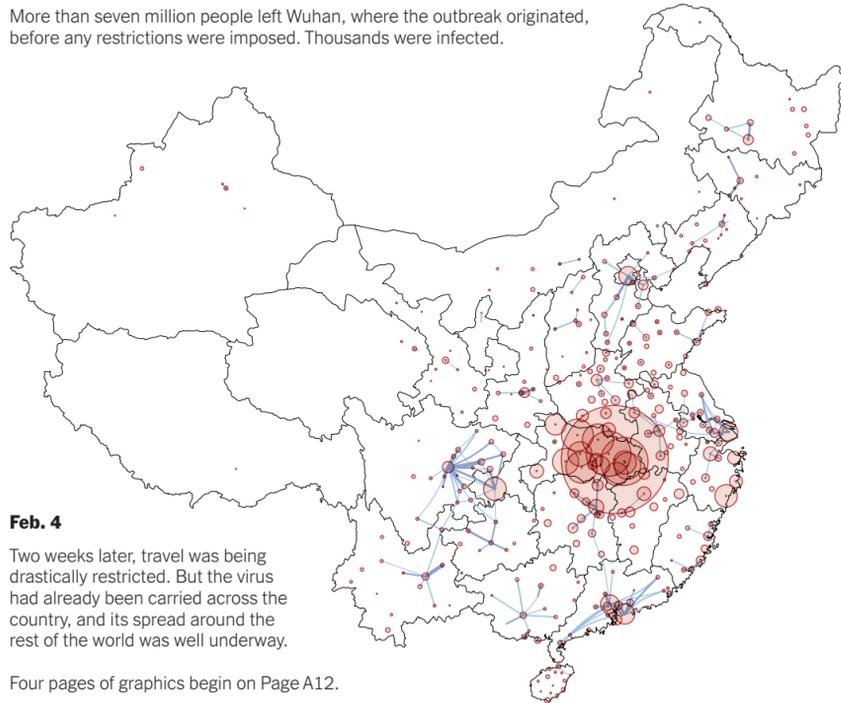 More than seven million people left Wuhan, where the outbreak originated,
before any restrictions were imposed. Thousands were infected.
Feb. 4
Two weeks later, travel was being
drastically restricted. But the virus
had already been carried across the
country, and its spread around the
rest of the world was well underway.
Four pages of graphics begin on Page A12.